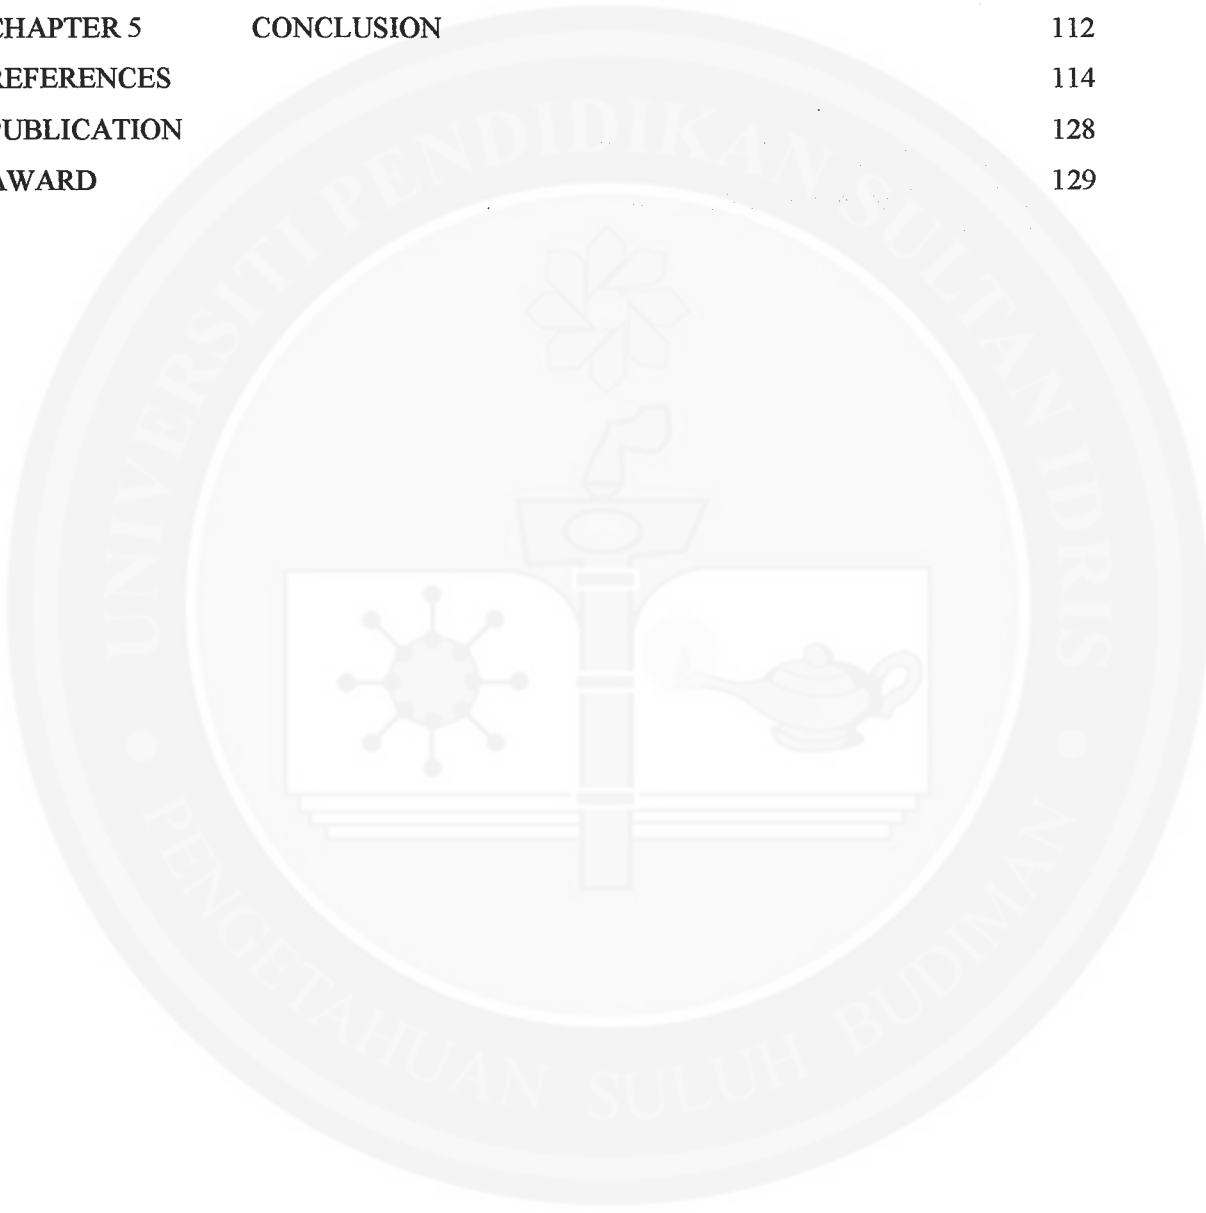 CHAPTER 5 CONCLUSION 112
REFERENCES 114
PUBLICATION 128
AWARD 129
UNIVERSITI PENDIDIKAN SULTAN IDRIS
PENGETAHUAN SULUH BUDIMAN